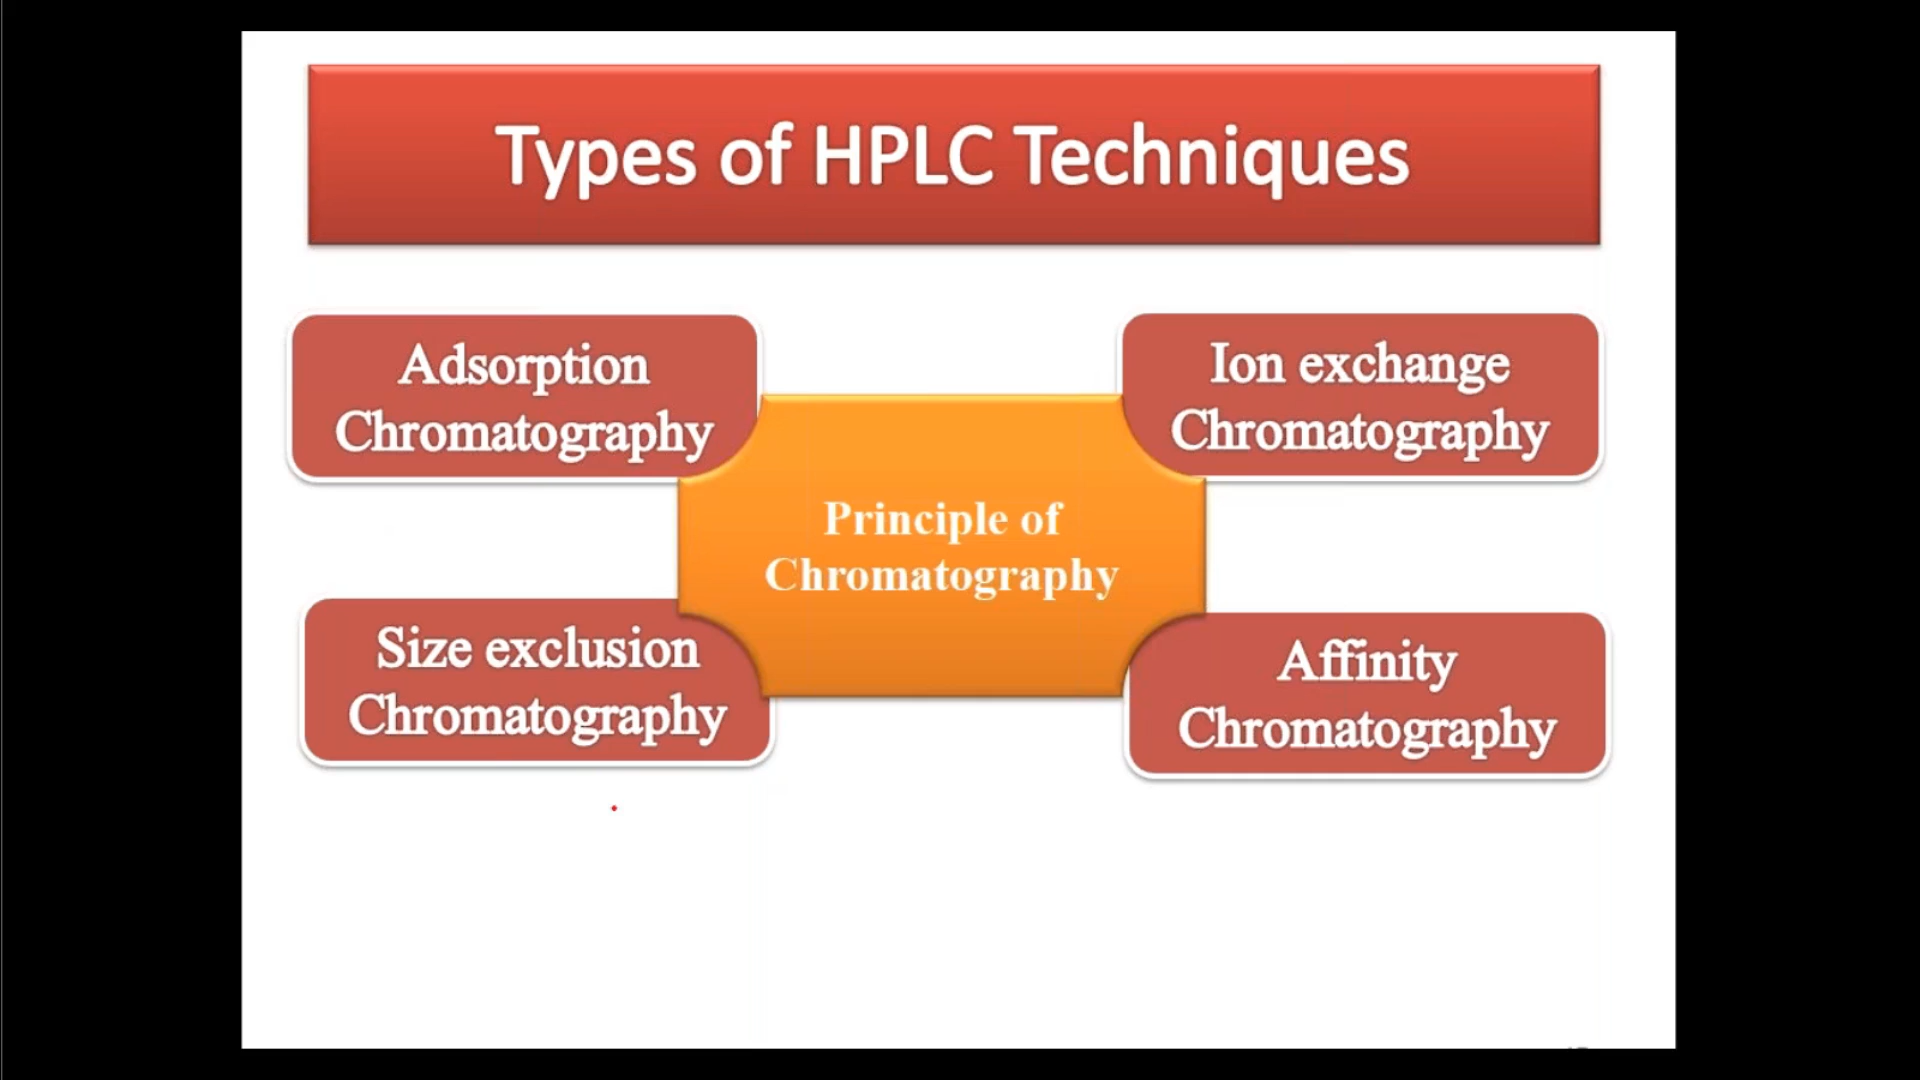 Types of HPLC Techniques
Adsorption
Chromatography
Ion exchange
Chromatography
Principle of
Chromatography
Size exclusion
Chromatography
Affinity
Chromatography